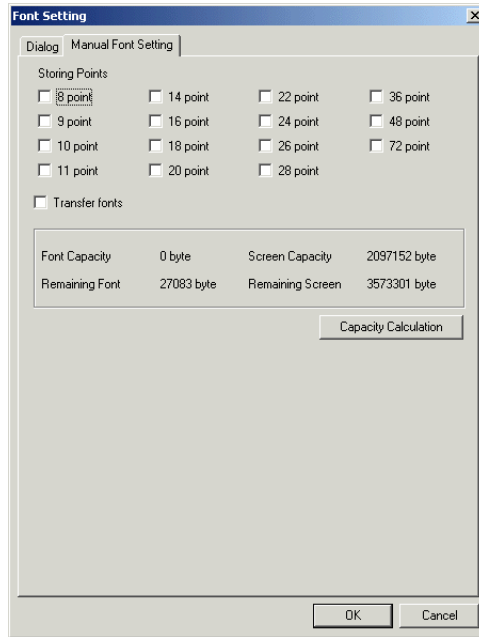 Font Setting
Dialog Manual Font Setting
Storing Points
8 point 14 point 22 point 36 point
9 point 16 point 24 point 48 point
10 point 18 point 26 point 72 point
11 point 20 point 28 point
Transfer fonts
Font Capacity 0 byte Screen Capacity 2097152 byte
Remaining Font 27083 byte Remaining Screen 3573301 byte
Capacity Calculation
OK Cancel